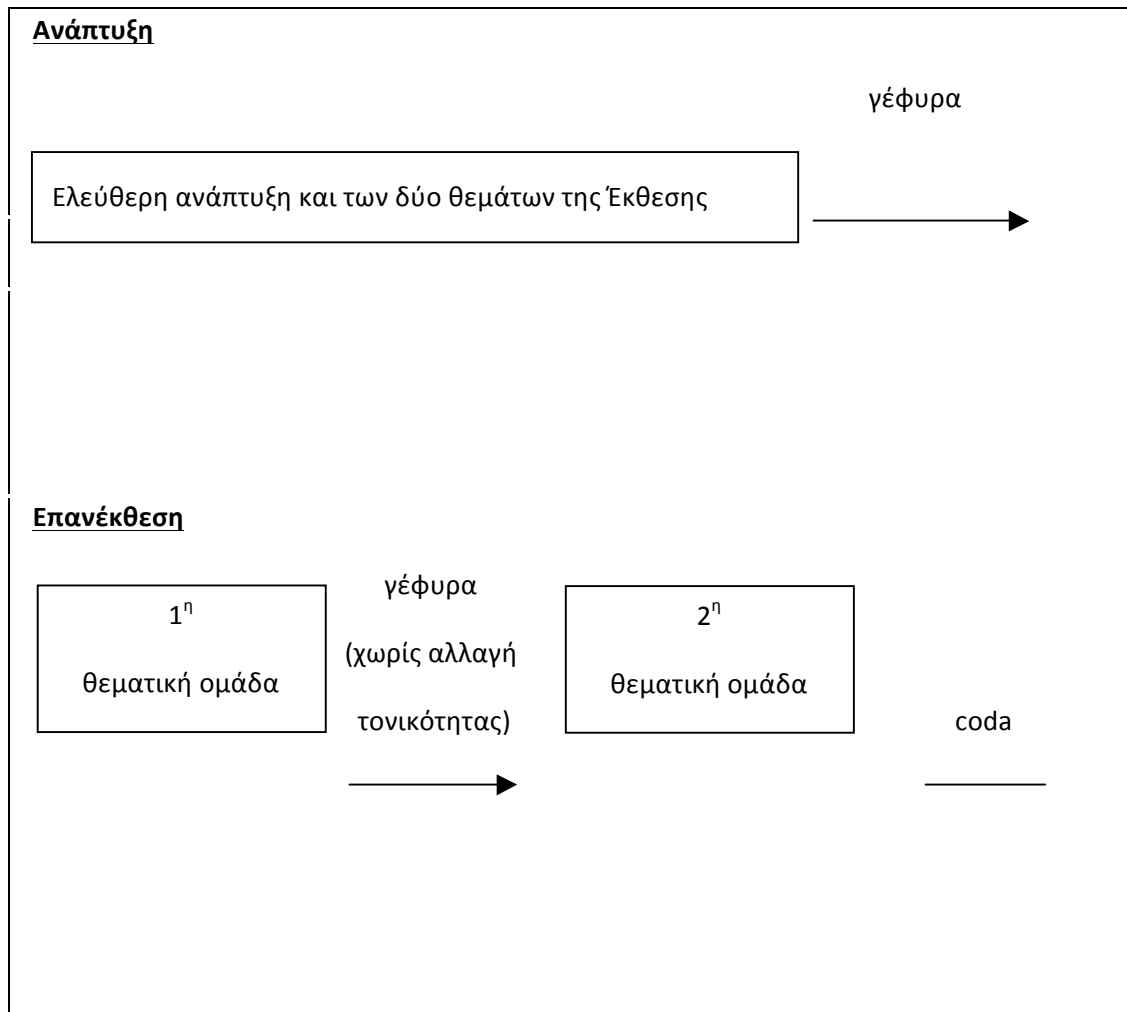 Ανάπτυξη
γέφυρα
Ελεύθερη ανάπτυξη και των δύο θεμάτων της Έκθεσης
Επανέκθεση
1η
θεματική ομάδα
γέφυρα
(χωρίς αλλαγή
τονικότητας)
2η
θεματική ομάδα
coda